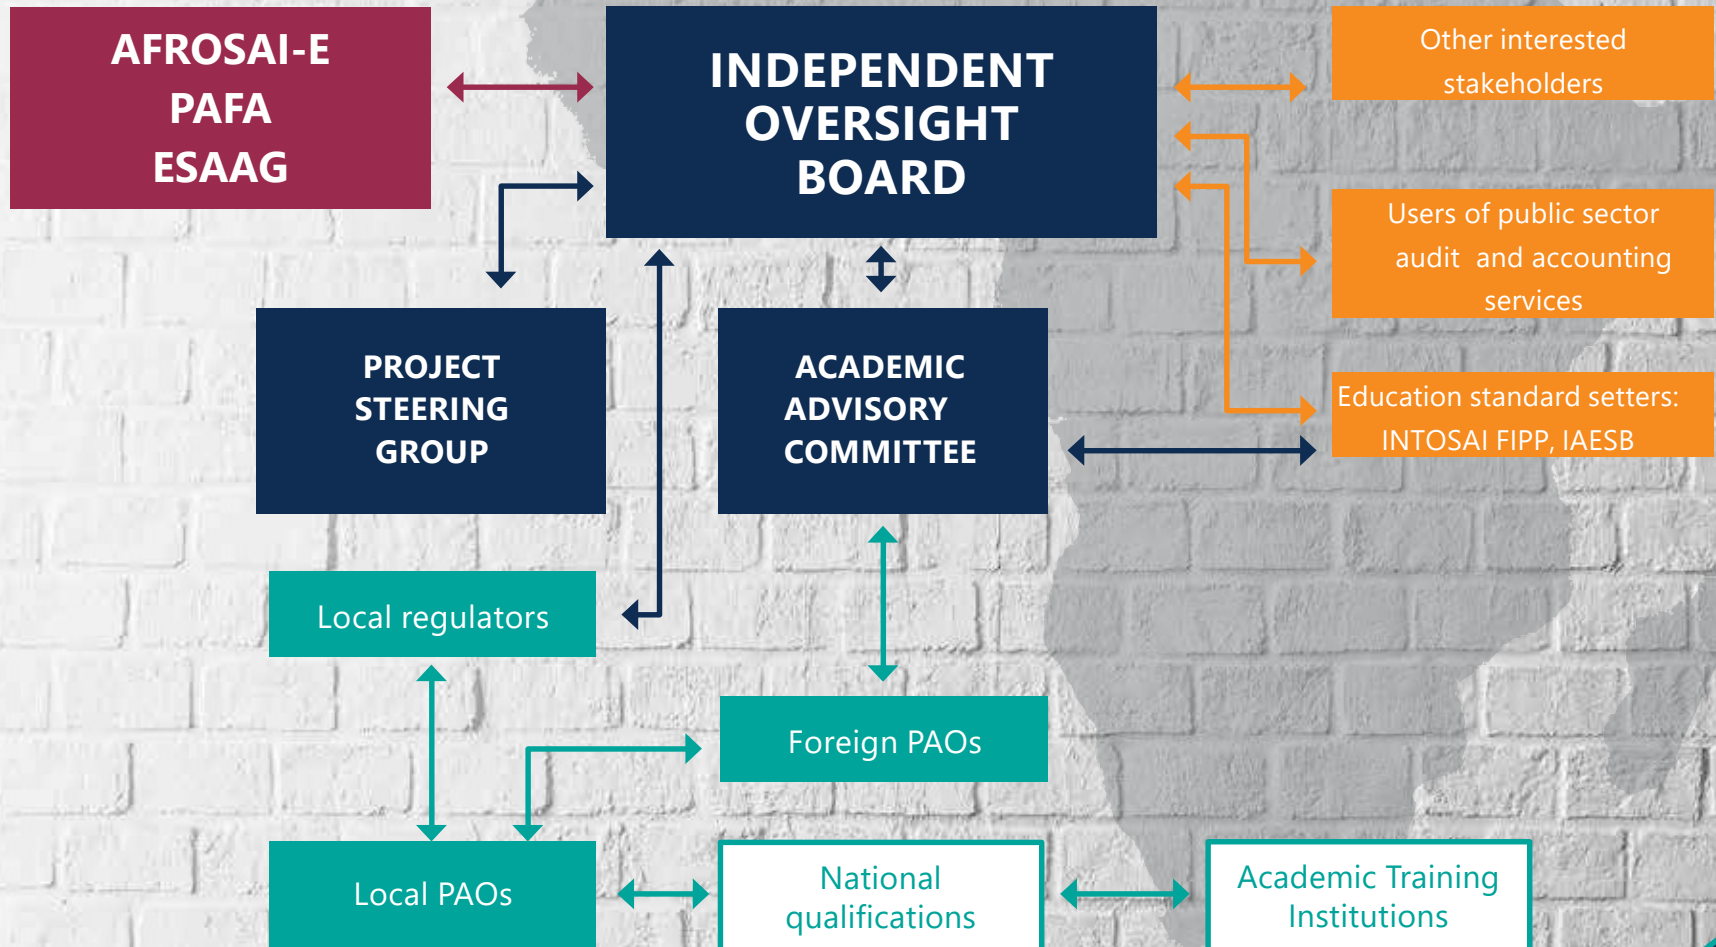 AFROSAI-E
PAFA
ESAAG
INDEPENDENT
OVERSIGHT
BOARD
Other interested
stakeholders
Users of public sector
audit and accounting
services
PROJECT
STEERING
GROUP
ACADEMIC
ADVISORY
COMMITTEE
Education standard setters:
INTOSAI FIPP, IAESB
Local regulators
Foreign PAOs
Local PAOs
National
qualifications
Academic Training
Institutions